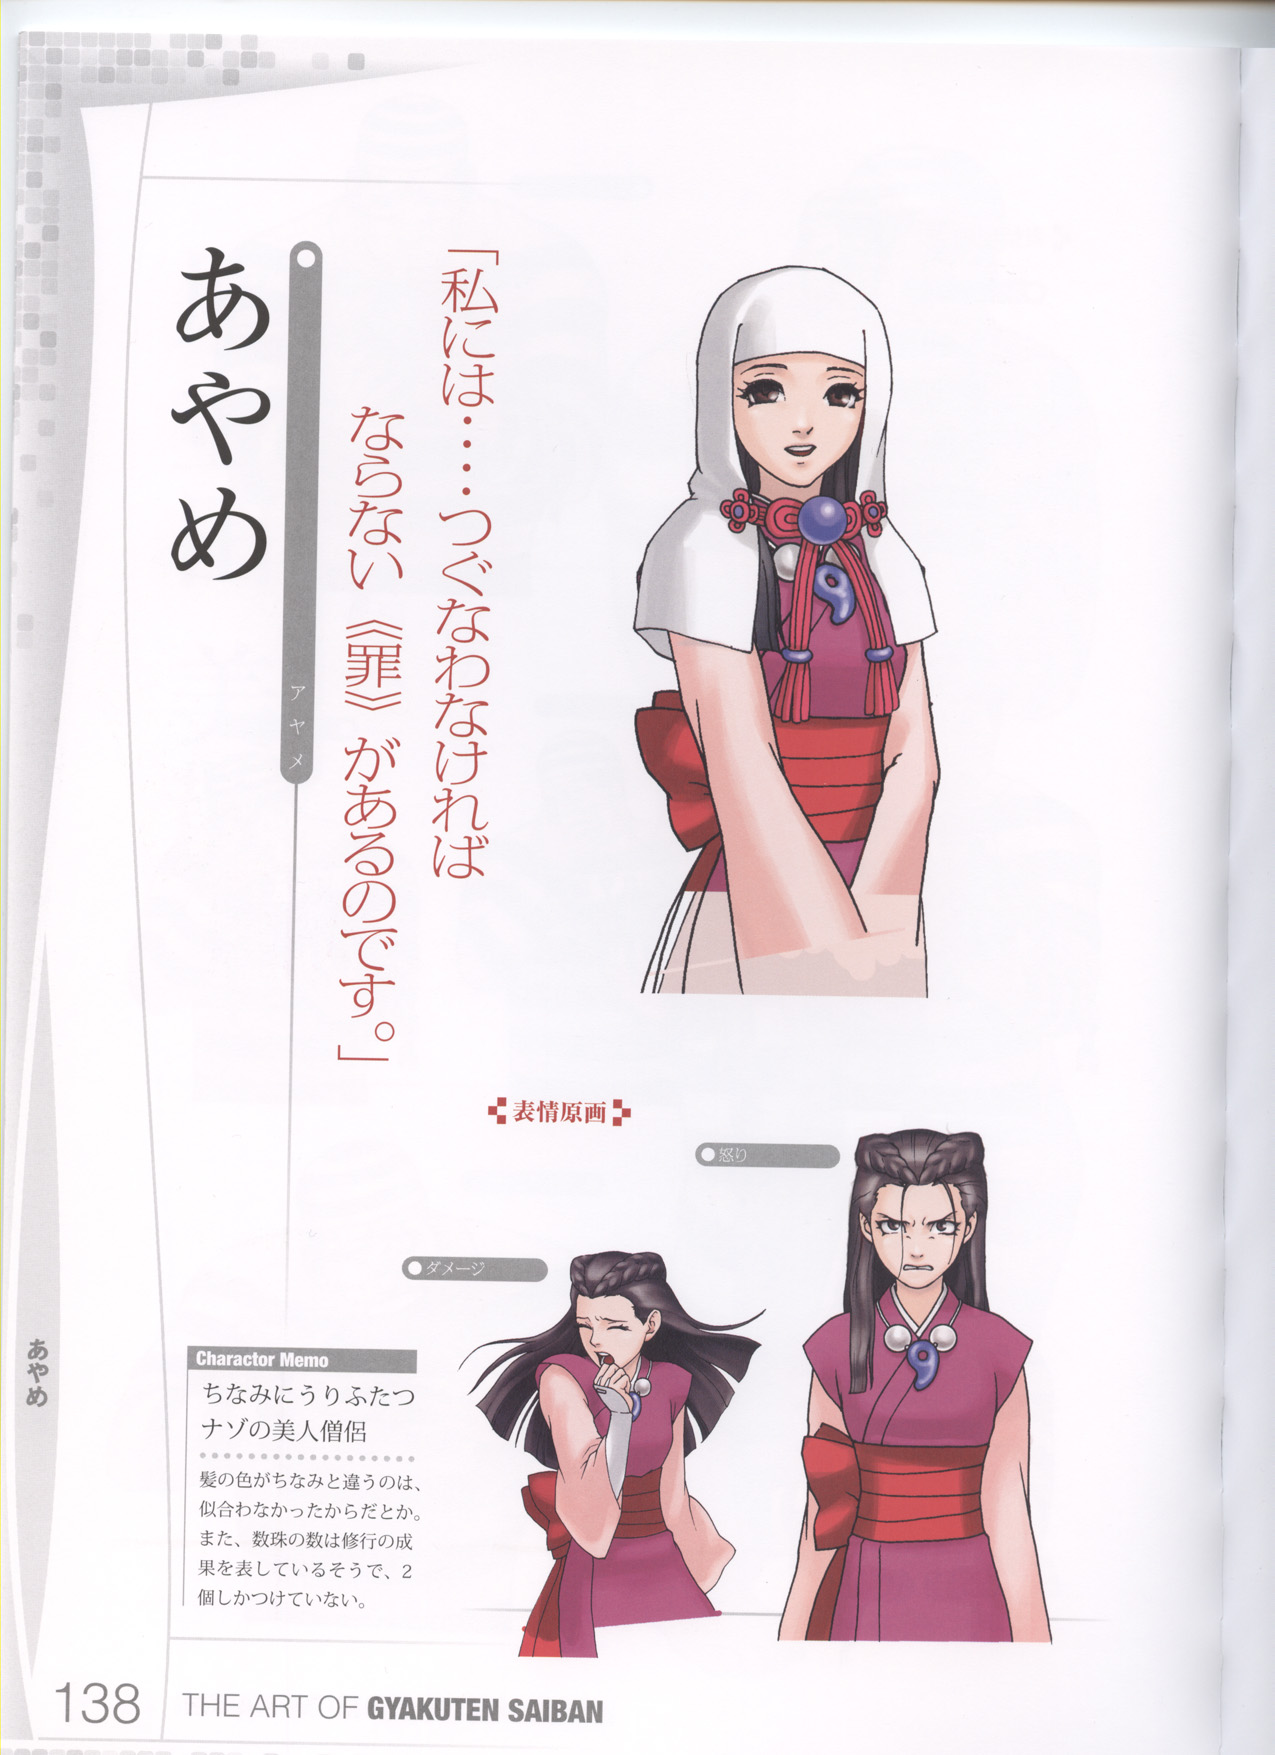 あやめ
アヤメ
「私には‥‥つぐなわなければ
ならない《罪》があるのです。」
表情原画
怒り
ダメージ
Charactor Memo
ちなみにうりふたつ
ナゾの美人僧侶
髪の色がちなみと違うのは、
似合わなかったからだとか。
また、数珠の数は修行の成
果を表しているそうで、2
個しかつけていない。
あやめ
138
THE ART OF GYAKUTEN SAIBAN